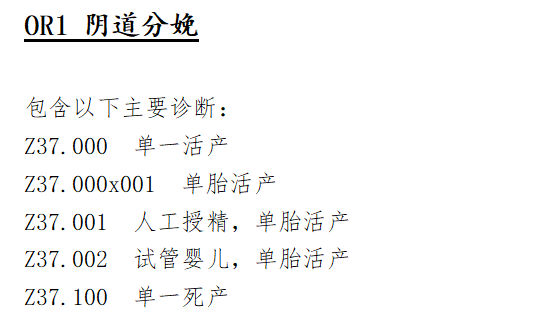 OR1 阴道分娩
包含以下主要诊断：
Z37.000 单一活产
Z37.000x001 单胎活产
Z37.001 人工授精，单胎活产
Z37.002 试管婴儿，单胎活产
Z37.100 单一死产